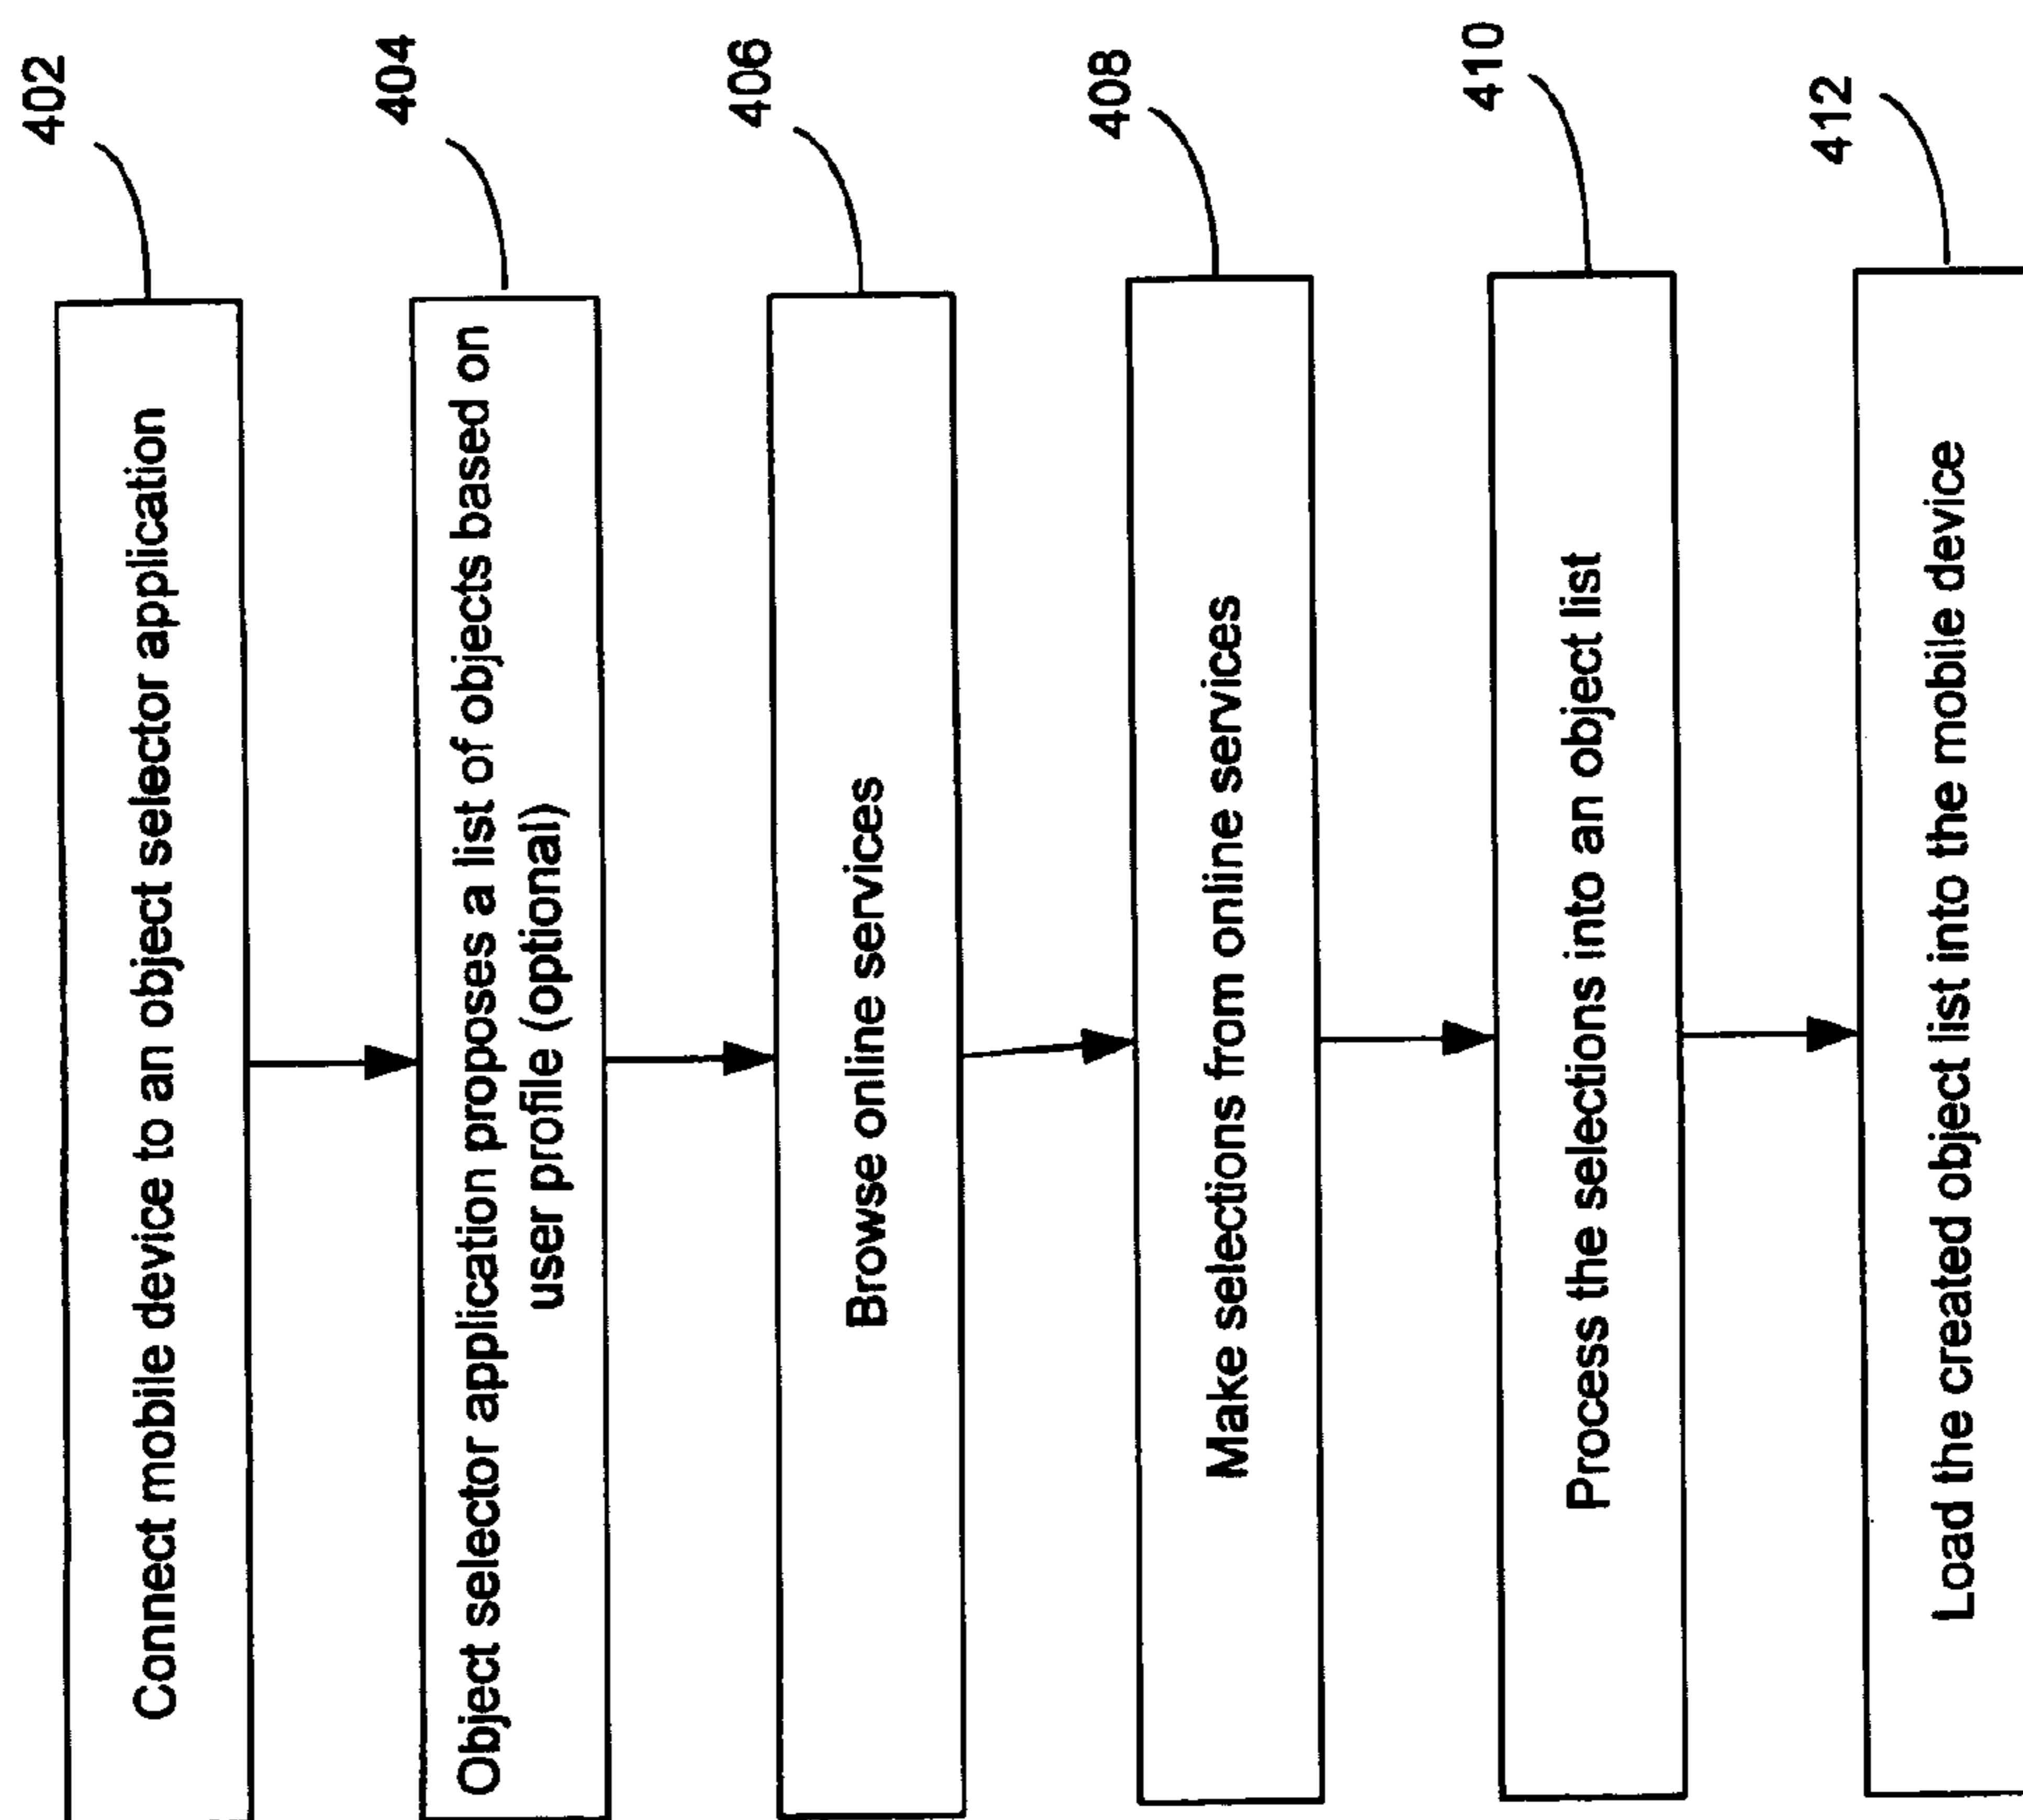 402
Connect mobile device to an object selector application
404
Object selector application proposes a list of objects based on
user profile (optional)
406
Browse online services
408
Make selections from online services
410
Process the selections into an object list
412
Load the created object list into the mobile device